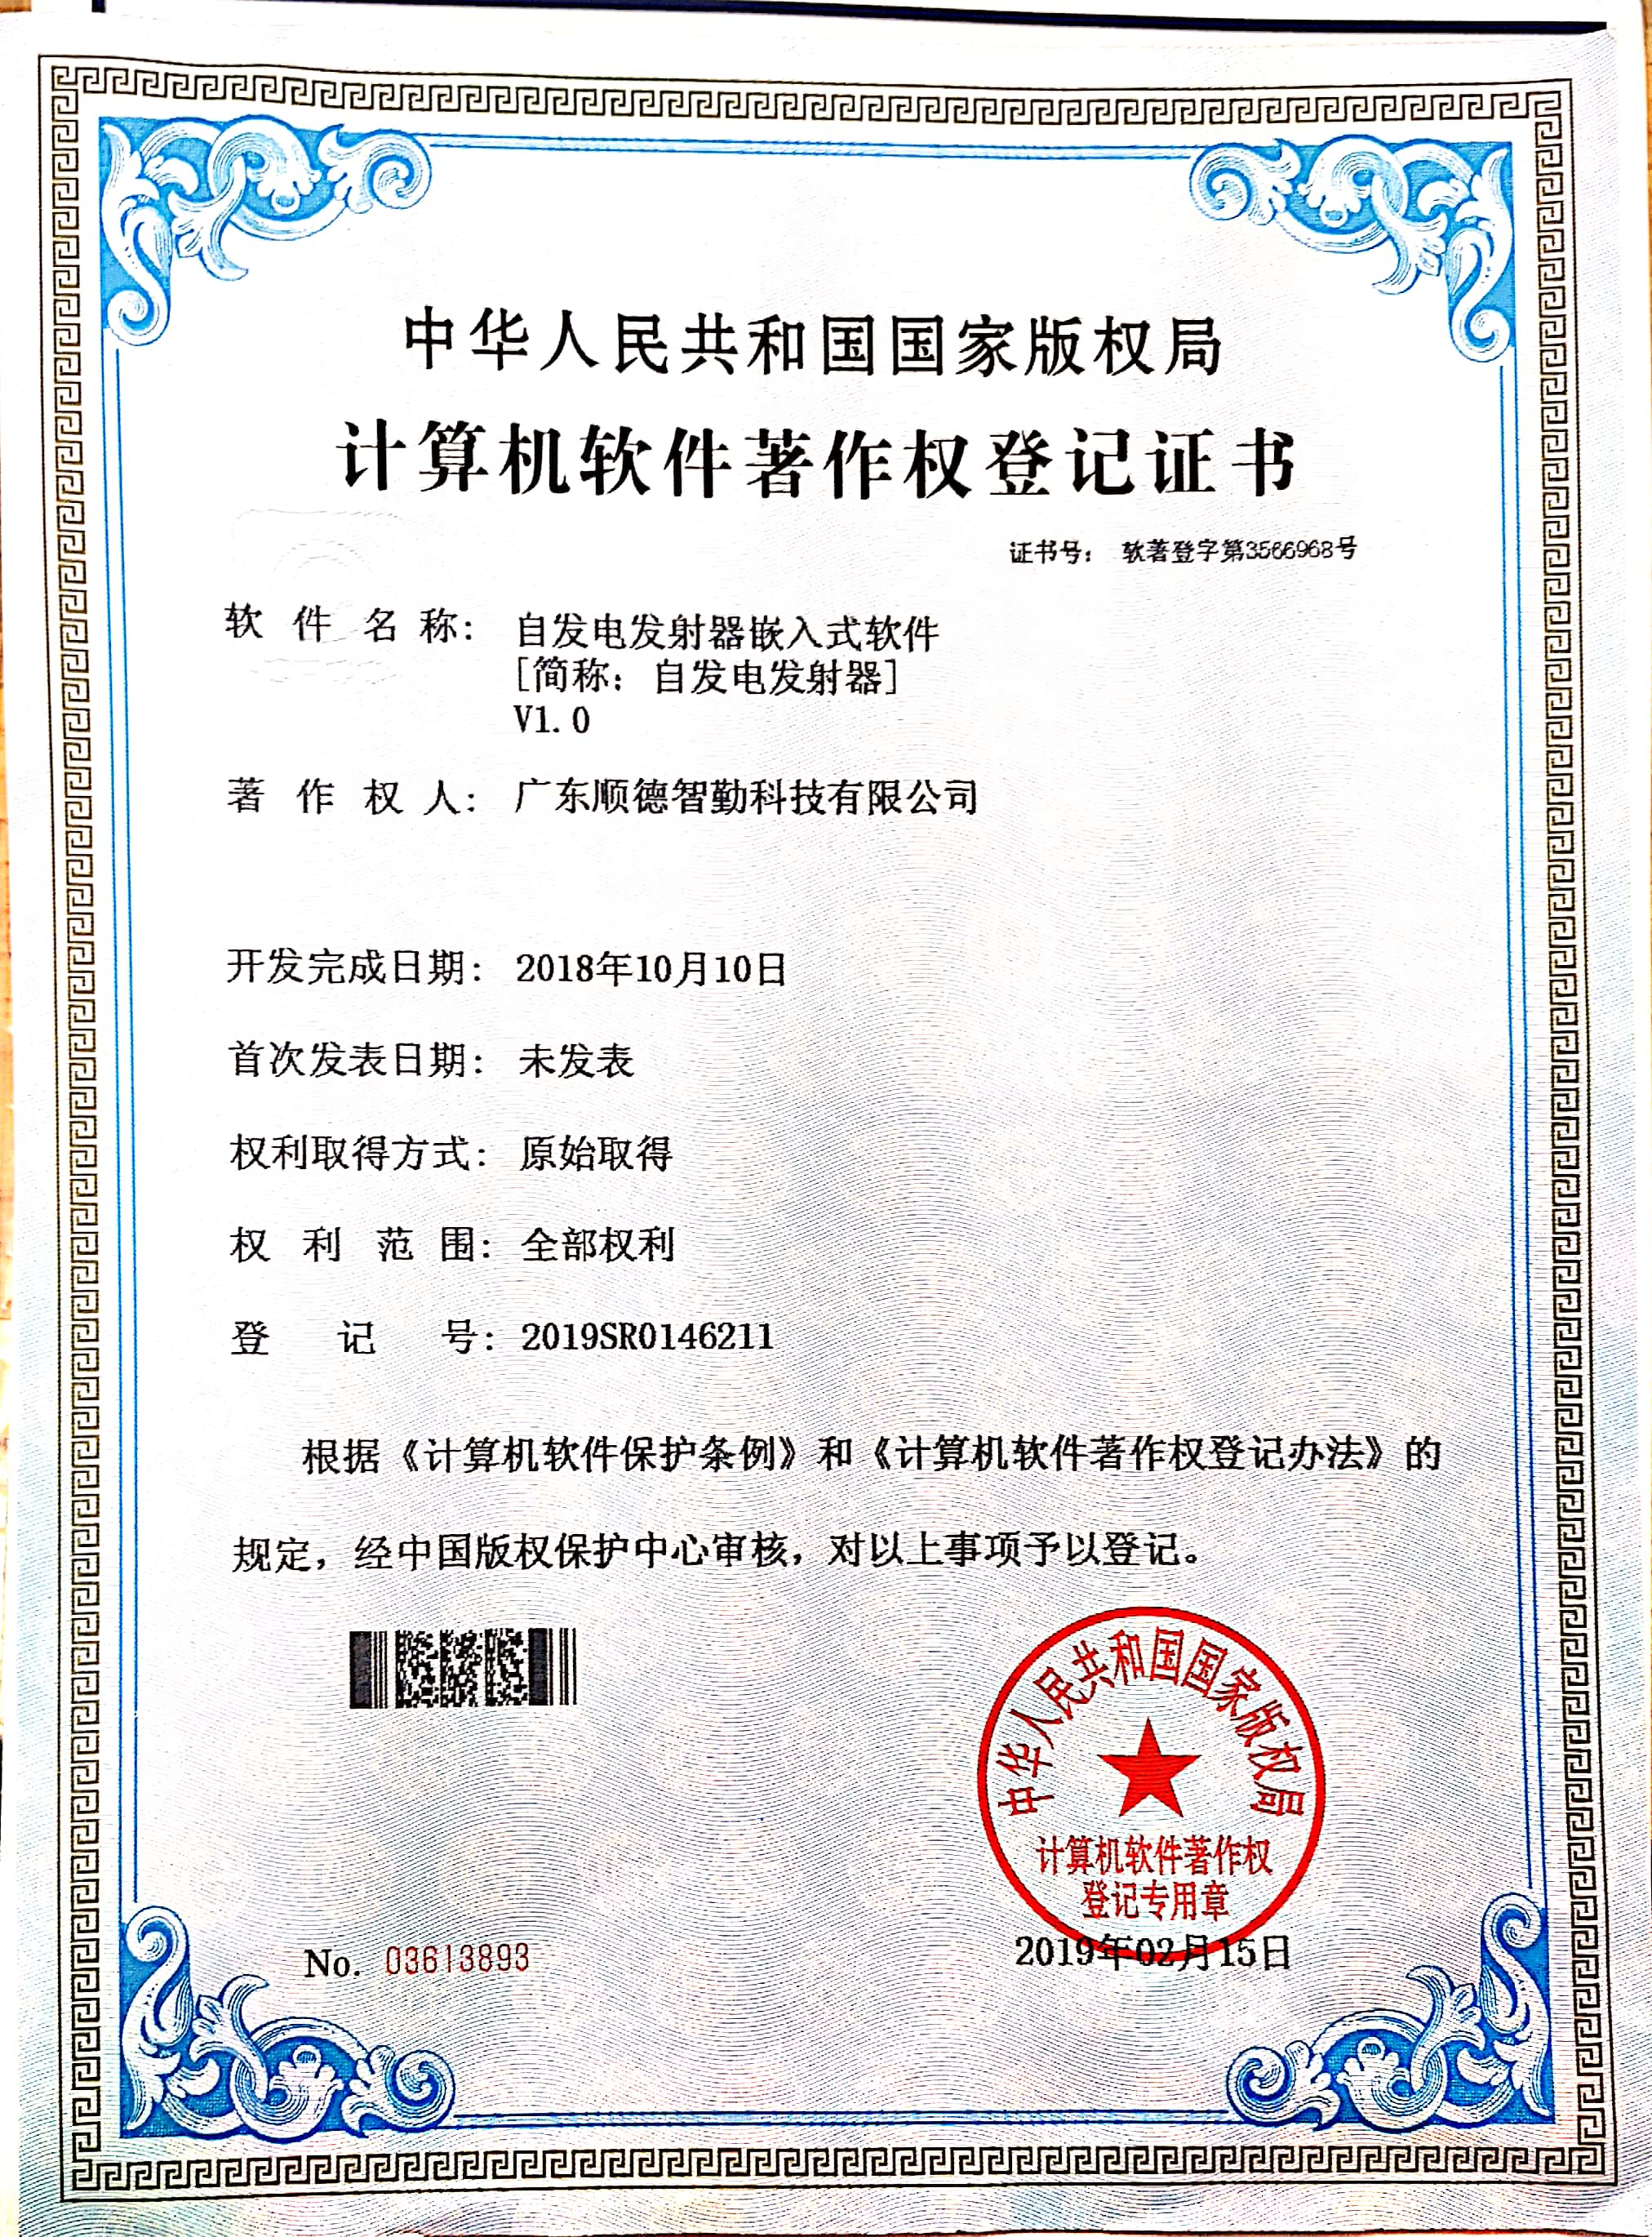 中华人民共和国国家版权局
计算机软件著作权登记证书
证书号： 软著登字第3566968号
软件名称： 自发电发射器嵌入式软件
[简称：自发电发射器]
V1.0
著作权人： 广东顺德智勤科技有限公司
开发完成日期： 2018年10月10日
首次发表日期： 未发表
权利取得方式： 原始取得
权利范围： 全部权利
登记号： 2019SR0146211
根据《计算机软件保护条例》和《计算机软件著作权登记办法》的
规定，经中国版权保护中心审核，对以上事项予以登记。
中华人民共和国国家版权局
计算机软件著作权
登记专用章
No. 03613893
2019年02月15日